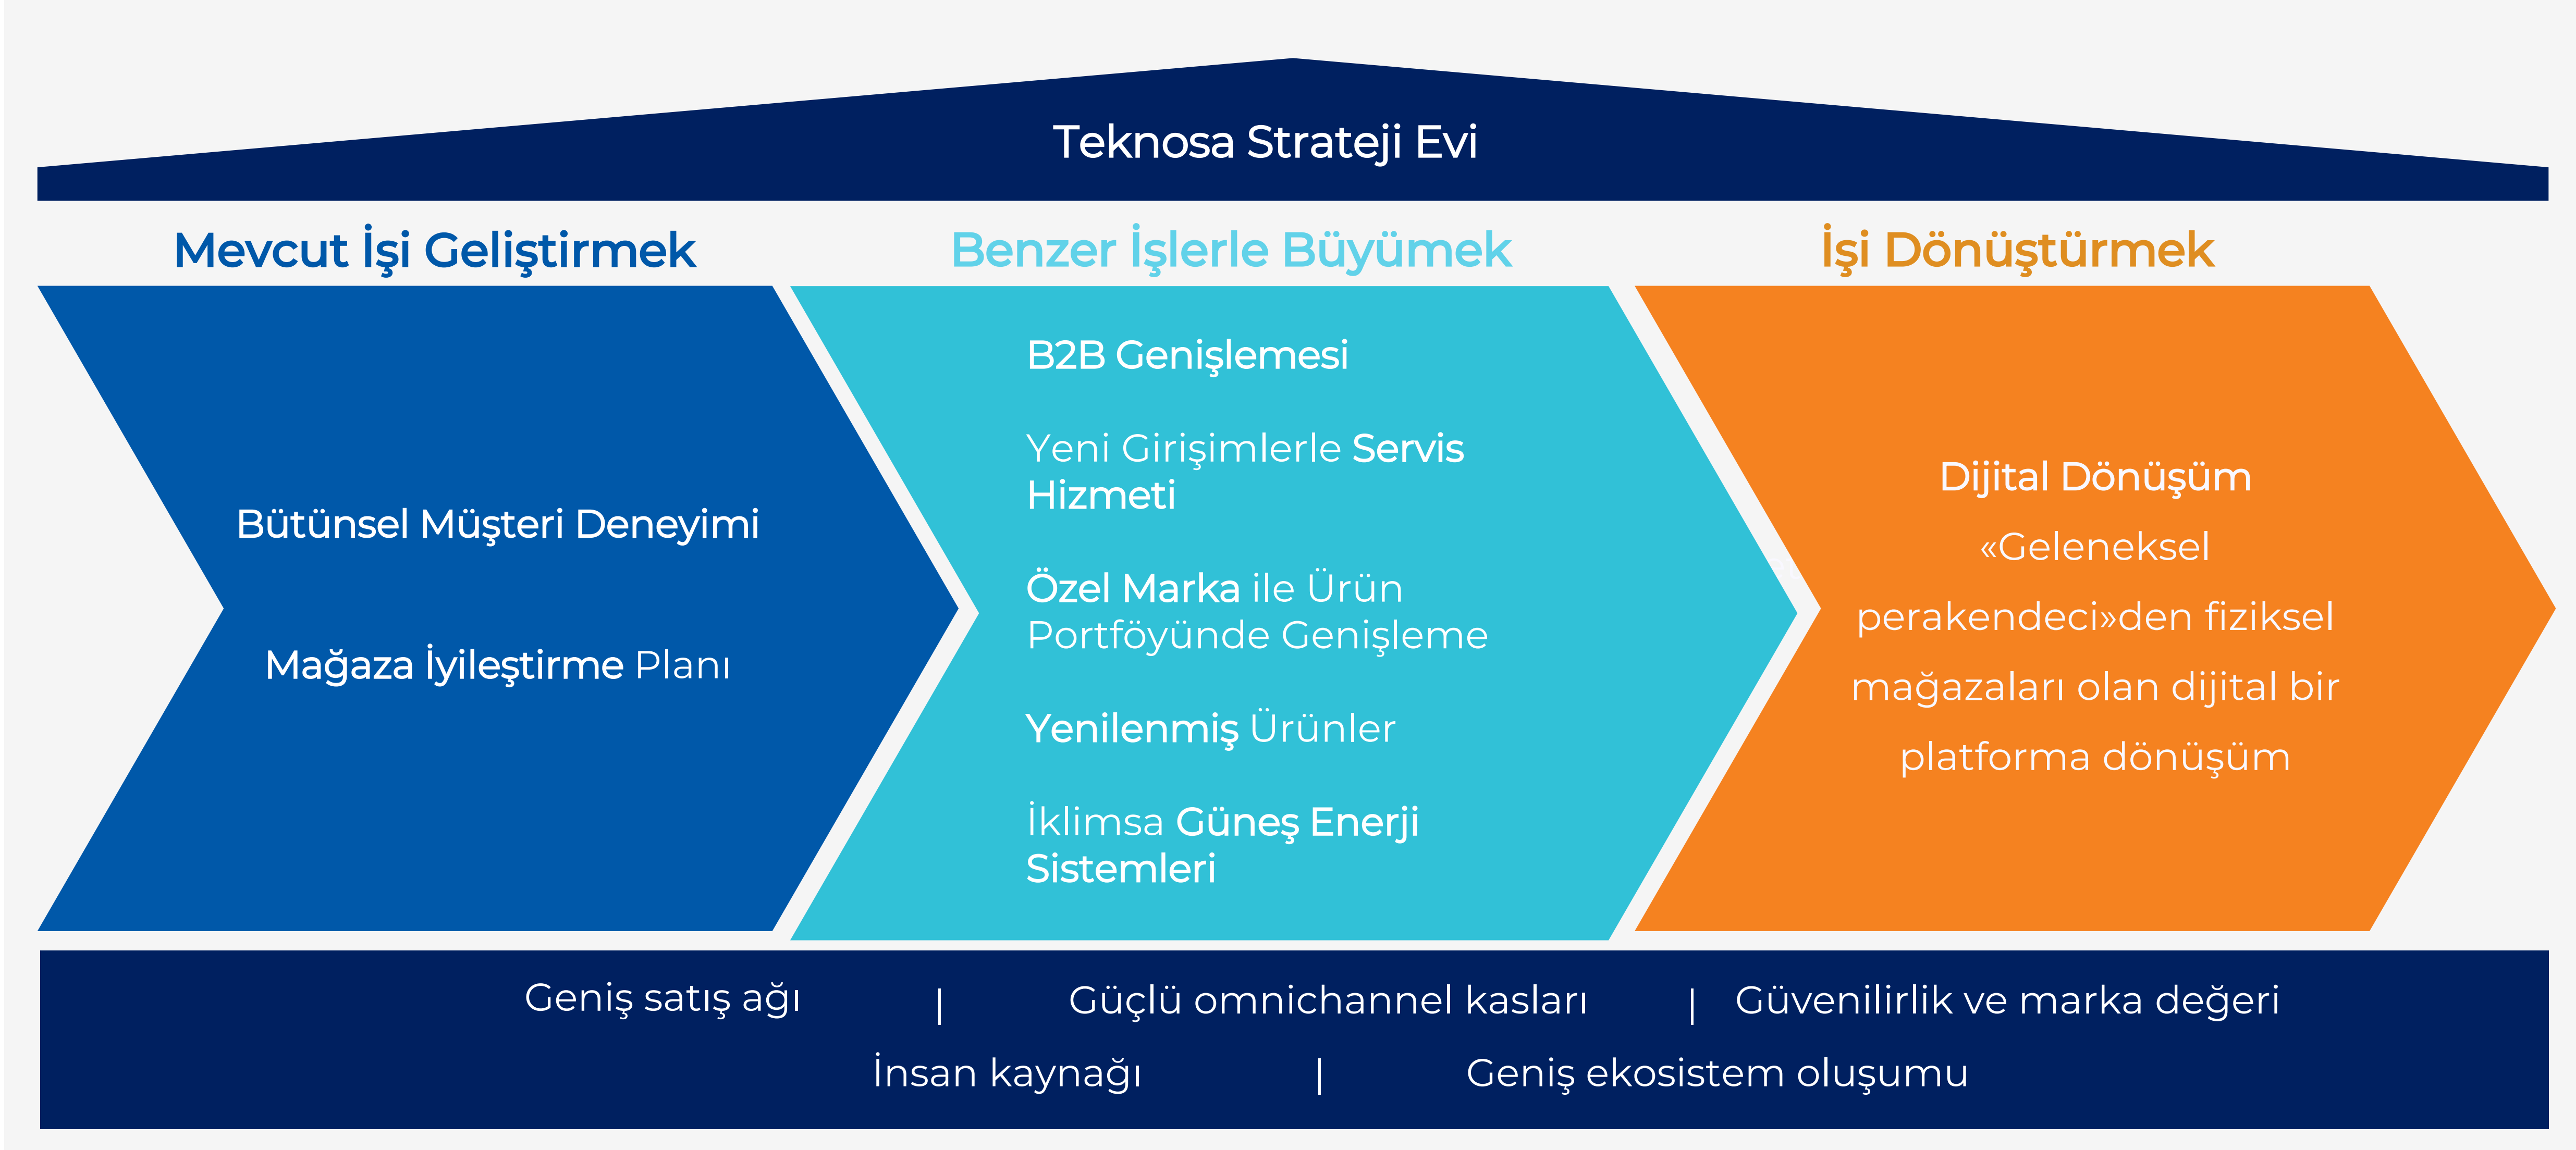 Teknosa Strateji Evi
Mevcut İşi Geliştirmek
Bütünsel Müşteri Deneyimi
Mağaza İyileştirme Planı
Benzer İşlerle Büyümek
B2B Genişlemesi
Yeni Girişimlerle Servis
Hizmeti
Özel Marka ile Ürün
Portföyünde Genişleme
Yenilenmiş Ürünler
İklimsa Güneş Enerji
Sistemleri
İşi Dönüştürmek
Dijital Dönüşüm
«Geleneksel
perakendeci»den fiziksel
mağazaları olan dijital bir
platforma dönüşüm
Geniş satış ağı | Güçlü omnichannel kasları | Güvenilirlik ve marka değeri
İnsan kaynağı | Geniş ekosistem oluşumu